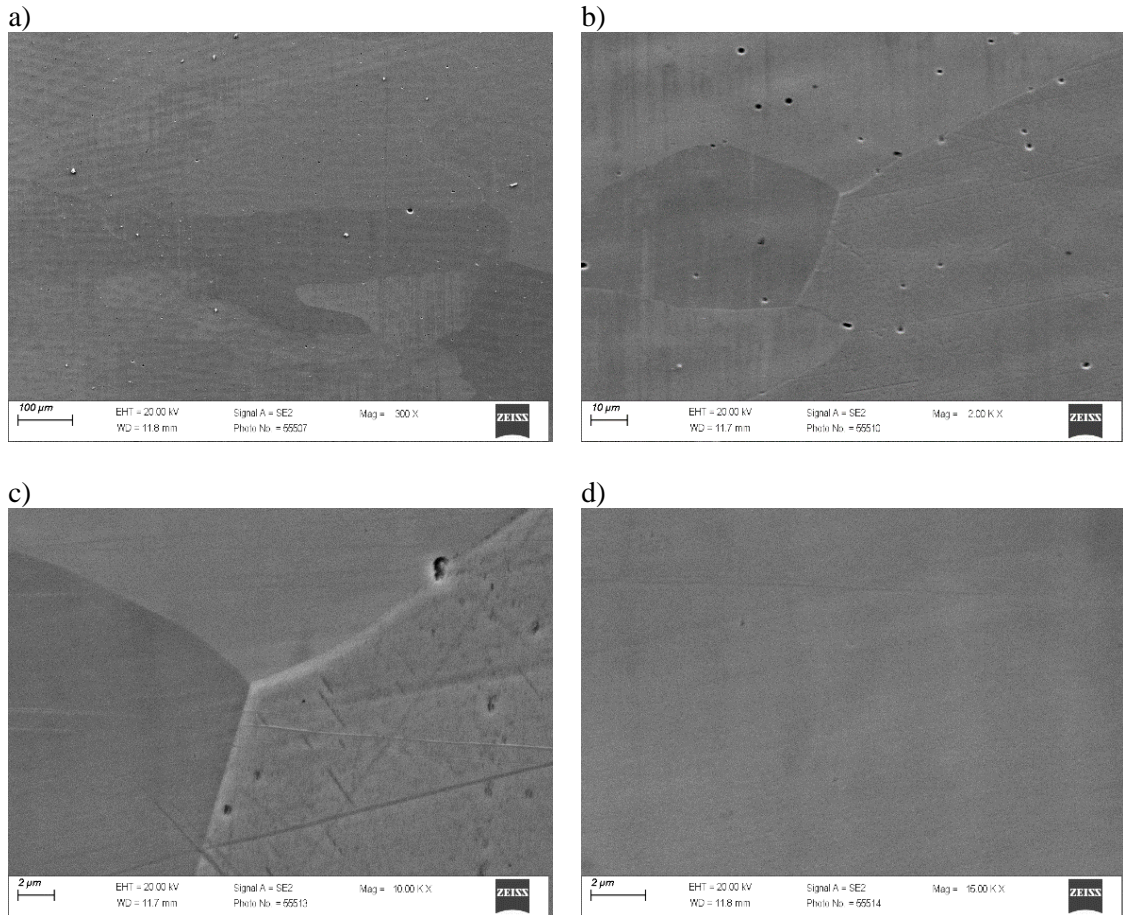 a)
b)
100 µm
EHT = 20.00 kV
Signal A = SE2
Mag = 300 X
WD = 11.8 mm
Photo No. = 55507
ZEISS
10 µm
EHT = 20.00 kV
Signal A = SE2
Mag = 2.00 K X
WD = 11.7 mm
Photo No. = 55510
ZEISS
c)
d)
2 µm
EHT = 20.00 kV
Signal A = SE2
Mag = 10.00 K X
WD = 11.7 mm
Photo No. = 55513
ZEISS
2 µm
EHT = 20.00 kV
Signal A = SE2
Mag = 15.00 K X
WD = 11.8 mm
Photo No. = 55514
ZEISS